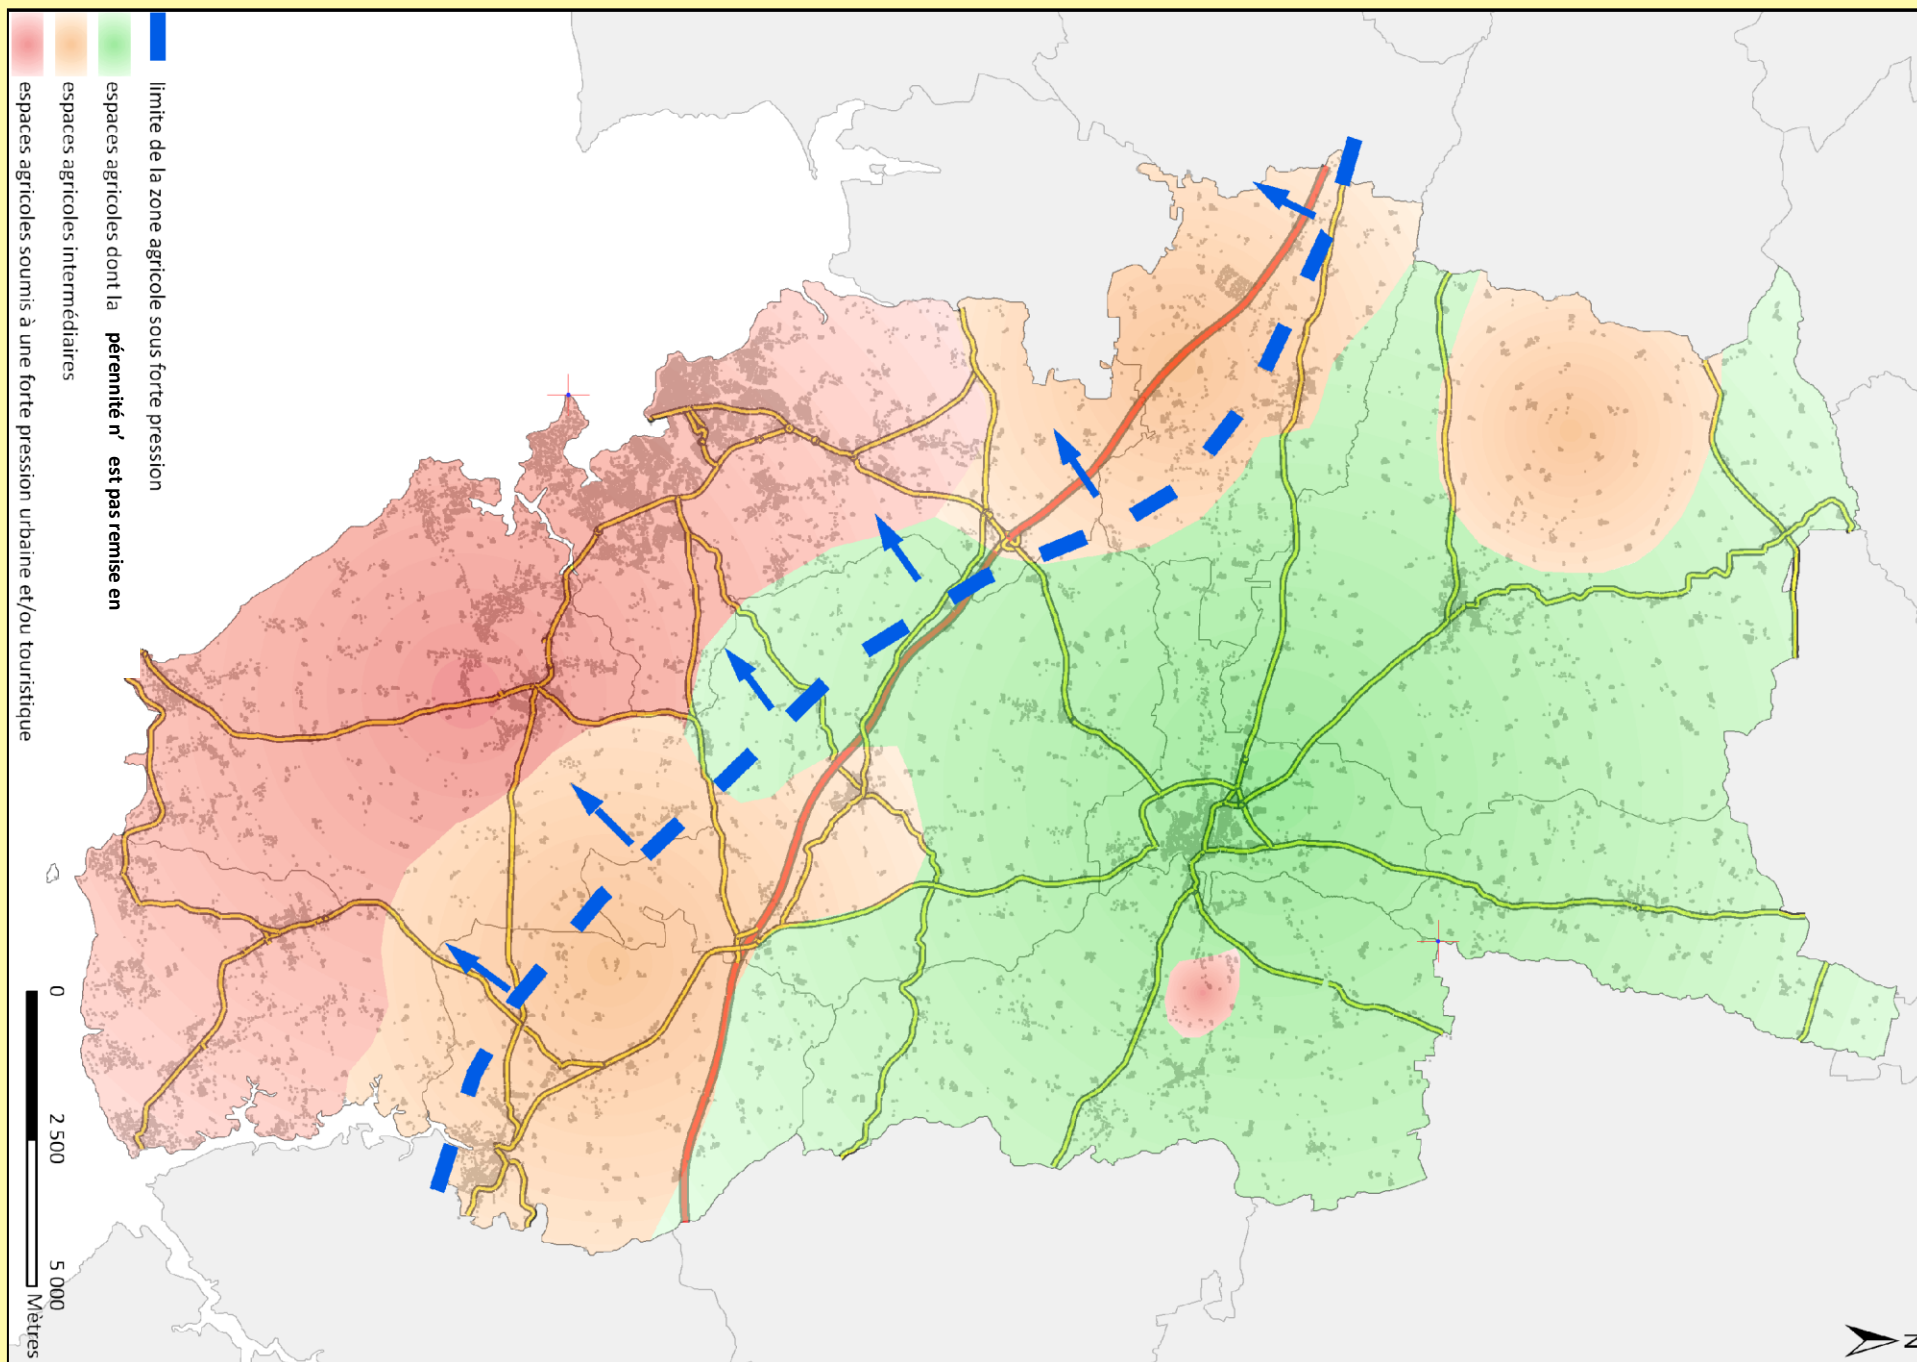 limite de la zone agricole sous forte pression
espaces agricoles dont la pérennité n' est pas remise en
espaces agricoles intermédiaires
espaces agricoles soumis à une forte pression urbaine et/ou touristique
0 2 500 5 000
Mètres
N